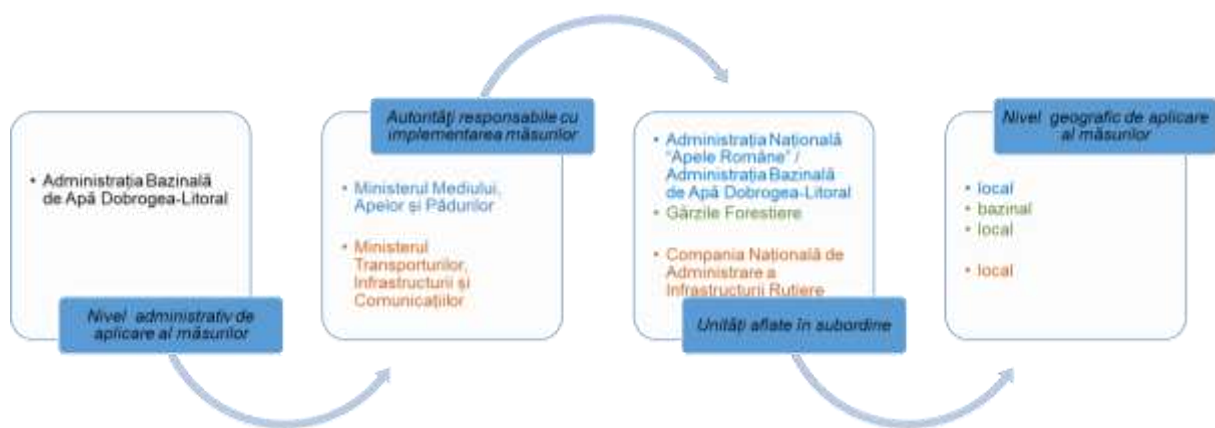 • Administrația Bazinală
de Apă Dobrogea-Litoral
Nivel administrativ de
aplicare al măsurilor
Autorități responsabile cu
implementarea măsurilor
• Ministerul Mediului,
Apelor și Pădurilor
• Ministerul
Transporturilor,
Infrastructurii și
Comunicațiilor
• Administrația Națională
"Apele Române" /
Administrația Bazinală
de Apă Dobrogea-Litoral
• Gărzile Forestiere
• Compania Națională de
Administrare a
Infrastructurii Rutiere
Unități aflate în subordine
Nivel geografic de aplicare
al măsurilor
• local
• bazinal
• local
• local